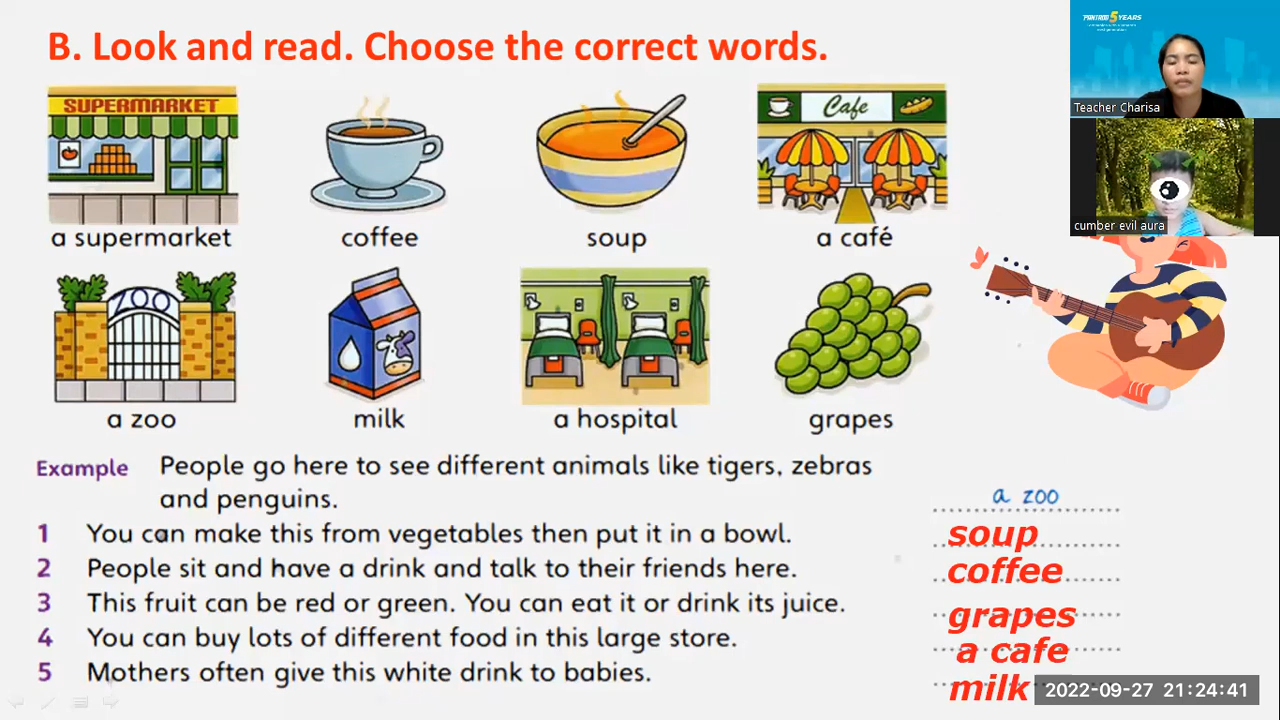 B. Look and read. Choose the correct words.
SUPERMARKET
Cafe
a supermarket
coffee
soup
a café
ZOO
a zoo
milk
a hospital
grapes
Example People go here to see different animals like tigers, zebras
and penguins.
a zoo
1 You can make this from vegetables then put it in a bowl.
soup
2 People sit and have a drink and talk to their friends here.
coffee
3 This fruit can be red or green. You can eat it or drink its juice.
grapes
4 You can buy lots of different food in this large store.
a cafe
5 Mothers often give this white drink to babies.
milk
5 YEARS
Teacher Charisa
cumber evil aura
2022-09-27 21:24:41